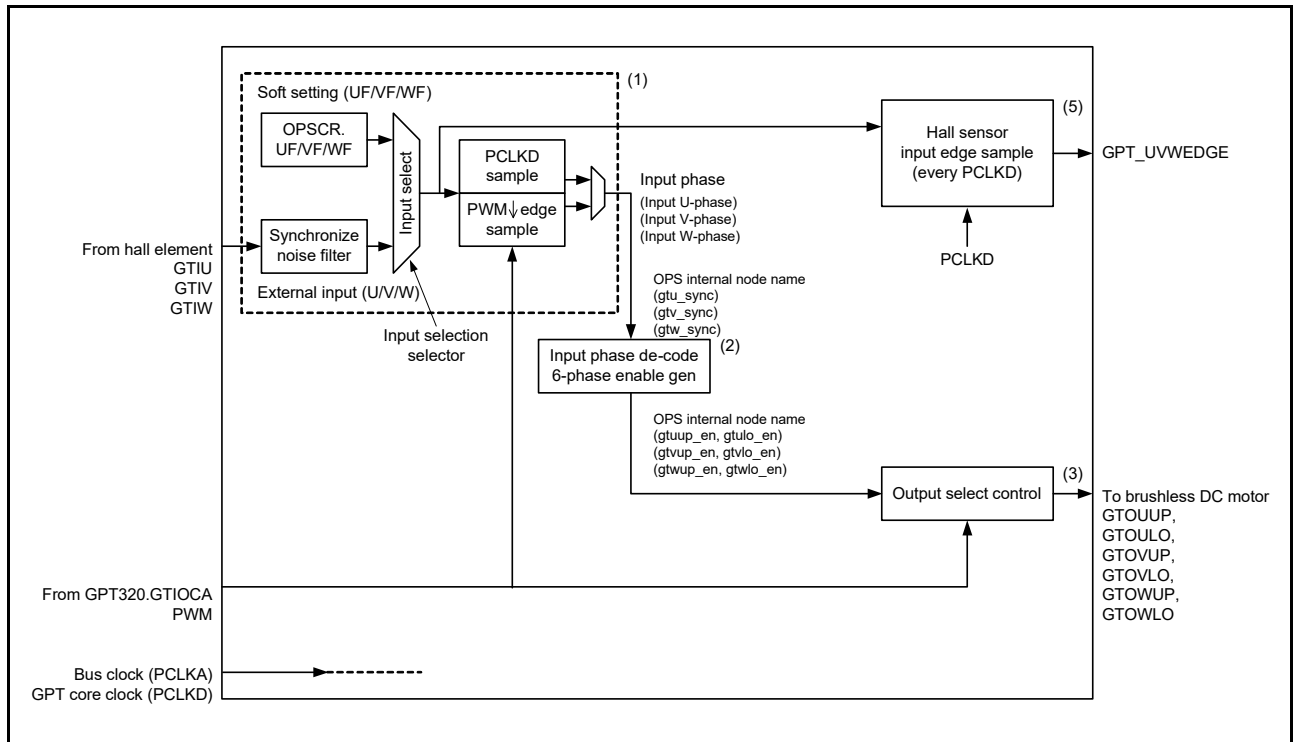 (1)
Soft setting (UF/VF/WF)
OPSCR.
UF/VF/WF
Input select
Synchronize
noise filter
External input (U/V/W)
PCLKD
sample
PWM↓edge
sample
Input selection
selector
From hall element
GTIU
GTIV
GTIW
Input phase
(Input U-phase)
(Input V-phase)
(Input W-phase)
OPS internal node name
(gtu_sync)
(gtv_sync)
(gtw_sync)
(2)
Input phase de-code
6-phase enable gen
OPS internal node name
(gtuup_en, gtulo_en)
(gtvup_en, gtvlo_en)
(gtwup_en, gtwlo_en)
(5)
Hall sensor
input edge sample
(every PCLKD)
GPT_UVWEDGE
PCLKD
(3)
Output select control
To brushless DC motor
GTOUUP,
GTOULO,
GTOVUP,
GTOVLO,
GTOWUP,
GTOWLO
From GPT320.GTIOCA
PWM
Bus clock (PCLKA)
GPT core clock (PCLKD)